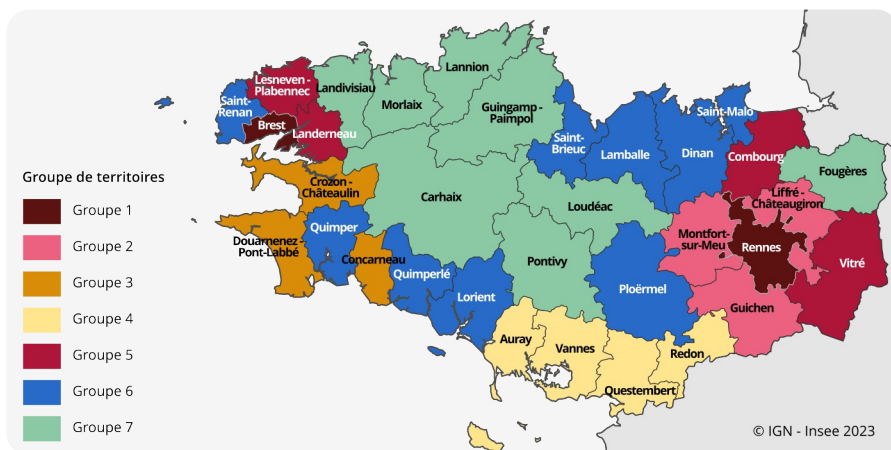 Lannion
Lesneven -
Plabennec
Landivisiau
Morlaix
Saint-
Renan
Guingamp -
Paimpol
Saint-Malo
Brest
Landerneau
Saint-
Brieuc
Lamballe
Dinan
Combourg
Fougères
Groupe de territoires
Crozon -
Châteaulin
Carhaix
Loudéac
Liffré -
Châteaugiron
Groupe 1
Quimper
Groupe 2
Douarnenez -
Pont-Labbé
Concarneau
Montfort-
sur-Meu
Rennes
Vitré
Groupe 3
Quimperlé
Pontivy
Lorient
Ploërmel
Guichen
Groupe 4
Auray
Vannes
Redon
Groupe 5
Groupe 6
Questembert
Groupe 7
© IGN - Insee 2023